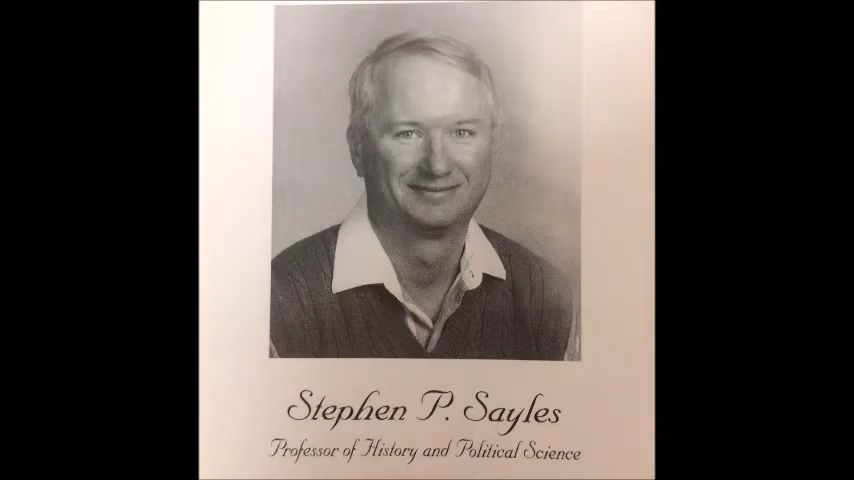 Stephen P. Sayles
Professor of History and Political Science